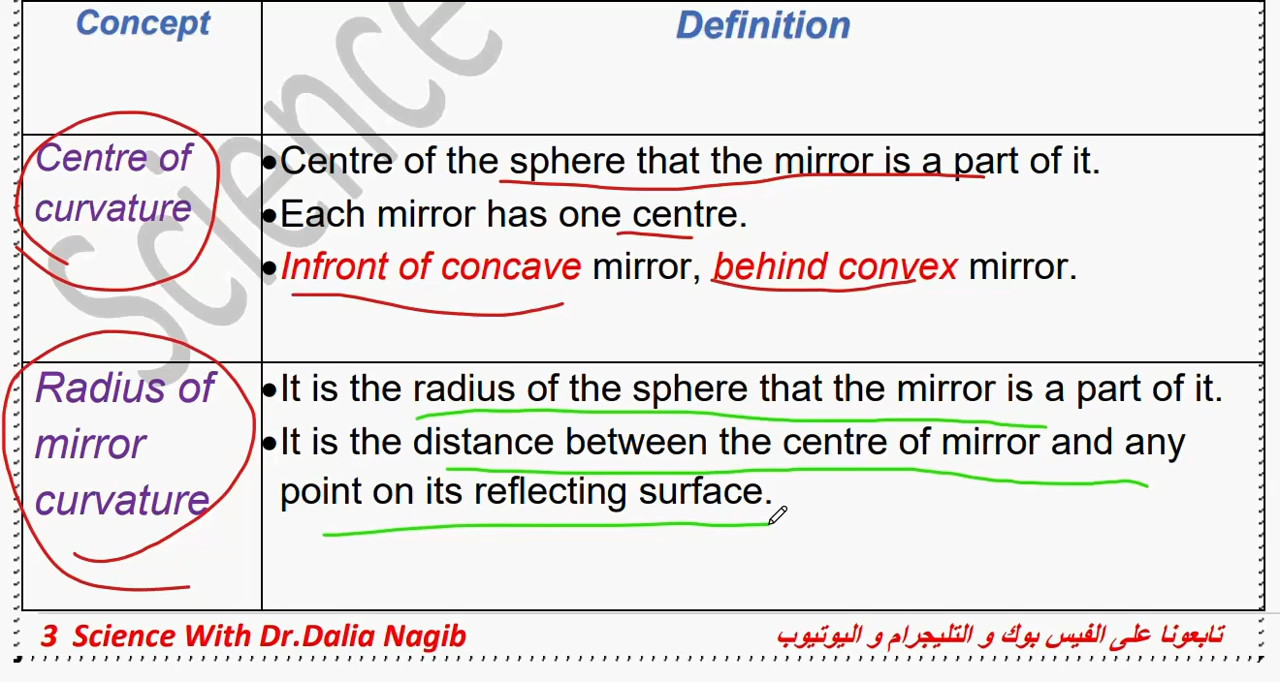 Concept
Definition
Centre of
curvature
•Centre of the sphere that the mirror is a part of it.
•Each mirror has one centre.
•Infront of concave mirror, behind convex mirror.
Radius of
mirror
curvature
•It is the radius of the sphere that the mirror is a part of it.
•It is the distance between the centre of mirror and any
point on its reflecting surface.
3 Science With Dr.Dalia Nagib
تابعونا على الفيس بوك و التليجرام و اليوتيوب
Science